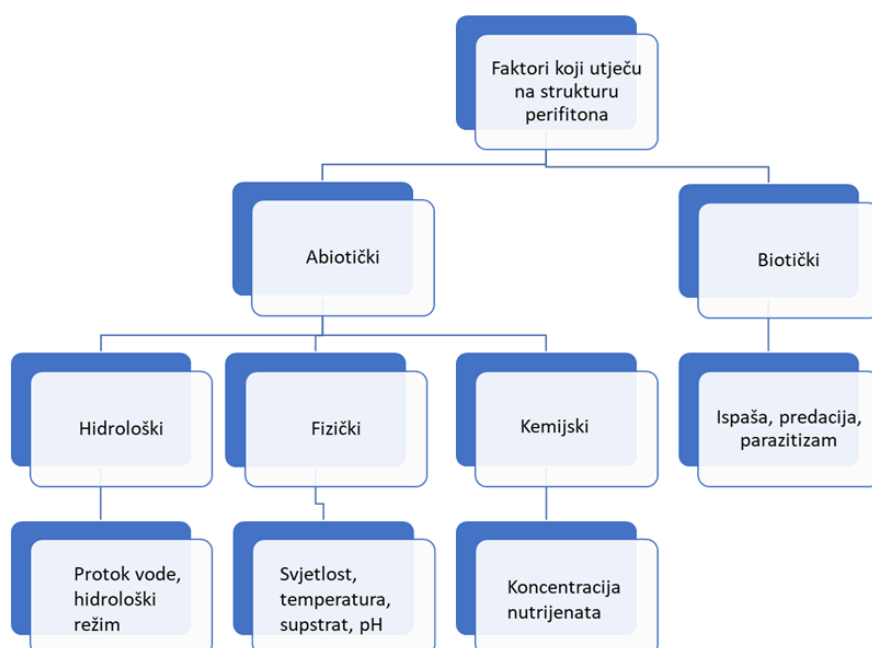 Faktori koji utječu
na strukturu
perifitona
Abiotički
Biotički
Hidrološki
Fizički
Kemijski
Ispaša, predacija,
parazitizam
Protok vode,
hidrološki
režim
Svjetlost,
temperatura,
supstrat, pH
Koncentracija
nutrijenata